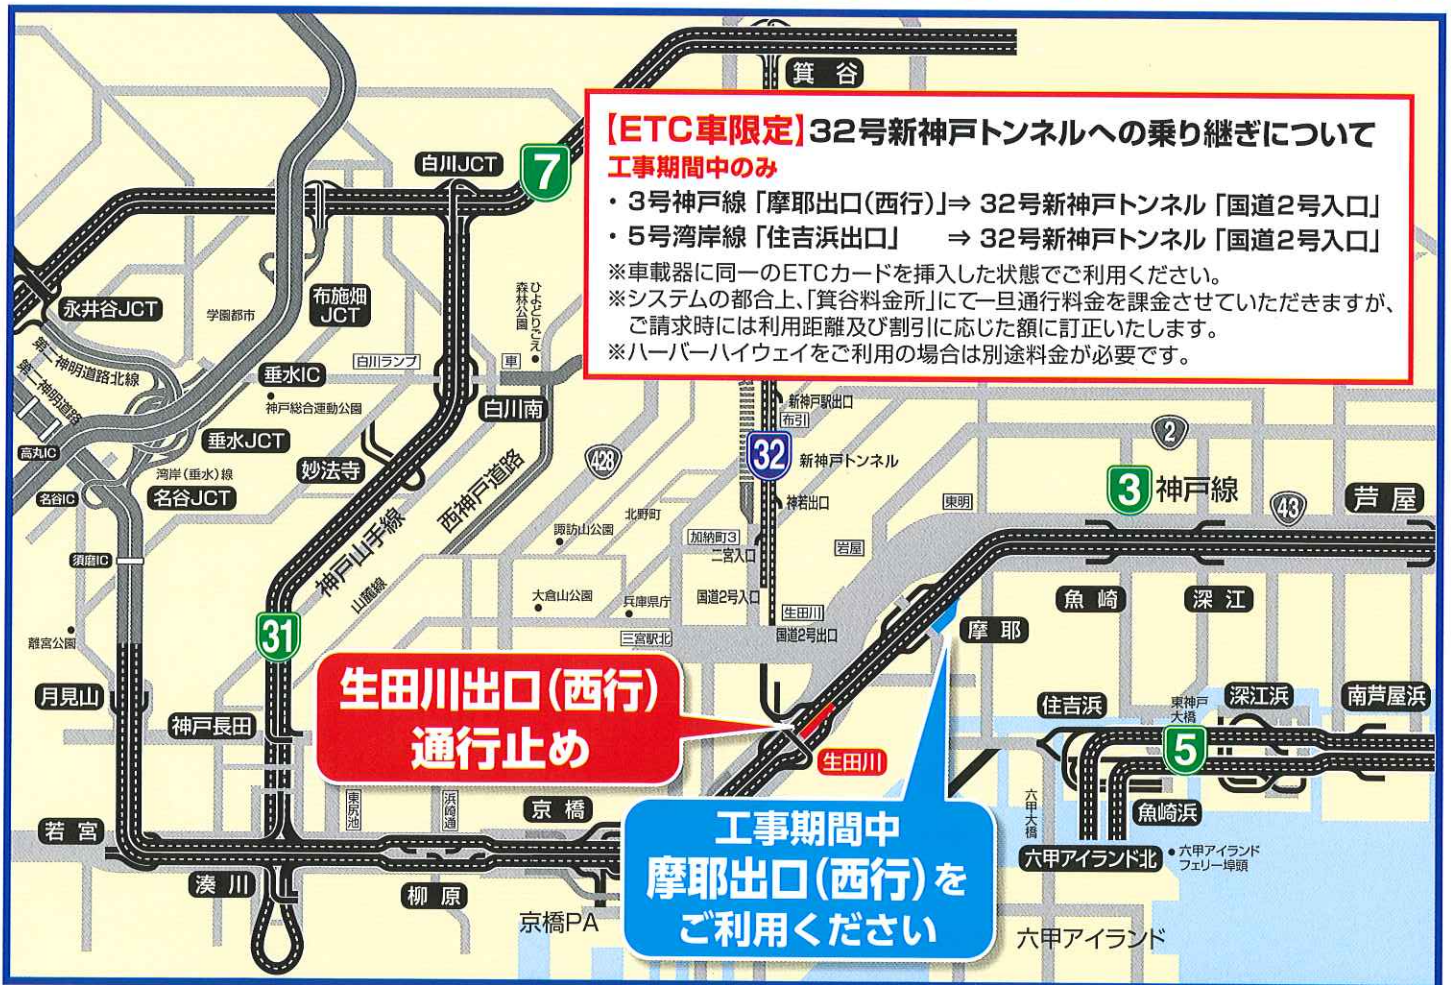 箕谷
【ETC車限定】32号新神戸トンネルへの乗り継ぎについて
工事期間中のみ
・3号神戸線「摩耶出口(西行)」⇒ 32号新神戸トンネル「国道2号入口」
・5号湾岸線「住吉浜出口」 ⇒ 32号新神戸トンネル「国道2号入口」
※車載器に同一のETCカードを挿入した状態でご利用ください。
※システムの都合上、「箕谷料金所」にて一旦通行料金を課金させていただきますが、
ご請求時には利用距離及び割引に応じた額に訂正いたします。
※ハーバーハイウェイをご利用の場合は別途料金が必要です。
白川JCT
7
永井谷JCT
学園都市
布施畑
JCT
ひよどりごえ
森林公園
第二神明道路北線
第二神明道路
垂水IC
白川ランプ
車
神戸総合運動公園
白川南
高丸IC
垂水JCT
湾岸(垂水)線
名谷IC
名谷JCT
妙法寺
428
西神戸道路
新神戸駅出口
布引
32
新神戸トンネル
2
3
神戸線
43
芦屋
神若出口
東明
北野町
諏訪山公園
加納町3
二宮入口
岩屋
須磨IC
神戸山手線
山麓線
大倉山公園
兵庫県庁
国道2号入口
生田川
魚崎
深江
摩耶
31
離宮公園
三宮駅北
国道2号出口
生田川出口(西行)
通行止め
月見山
神戸長田
生田川
住吉浜
東神戸
大橋
深江浜
南芦屋浜
5
東尻池
浜崎通
京橋
六甲大橋
魚崎浜
若宮
湊川
柳原
工事期間中
摩耶出口(西行)を
ご利用ください
六甲アイランド北
六甲アイランド
フェリー埠頭
京橋PA
六甲アイランド